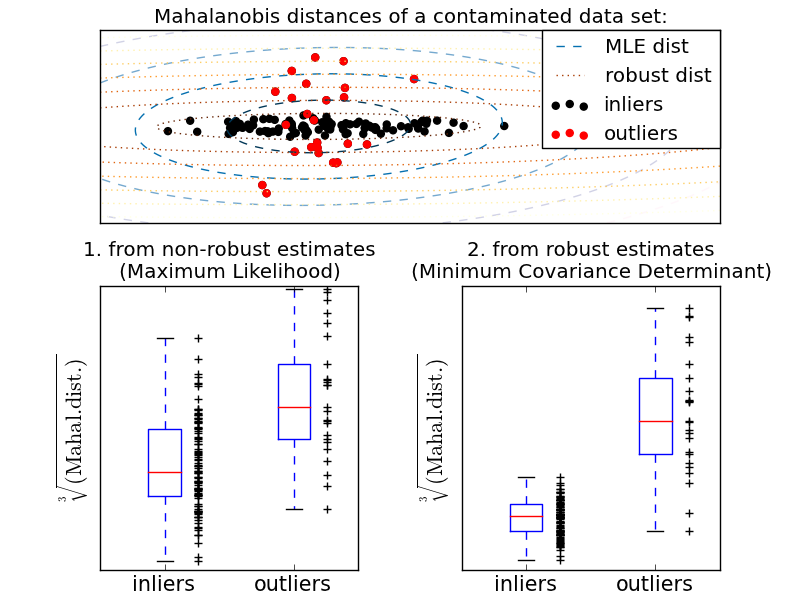 Mahalanobis distances of a contaminated data set:
MLE dist
robust dist
inliers
outliers
1. from non-robust estimates
(Maximum Likelihood)
2. from robust estimates
(Minimum Covariance Determinant)
∛(Mahal.dist.)
∛(Mahal.dist.)
inliers outliers
inliers outliers